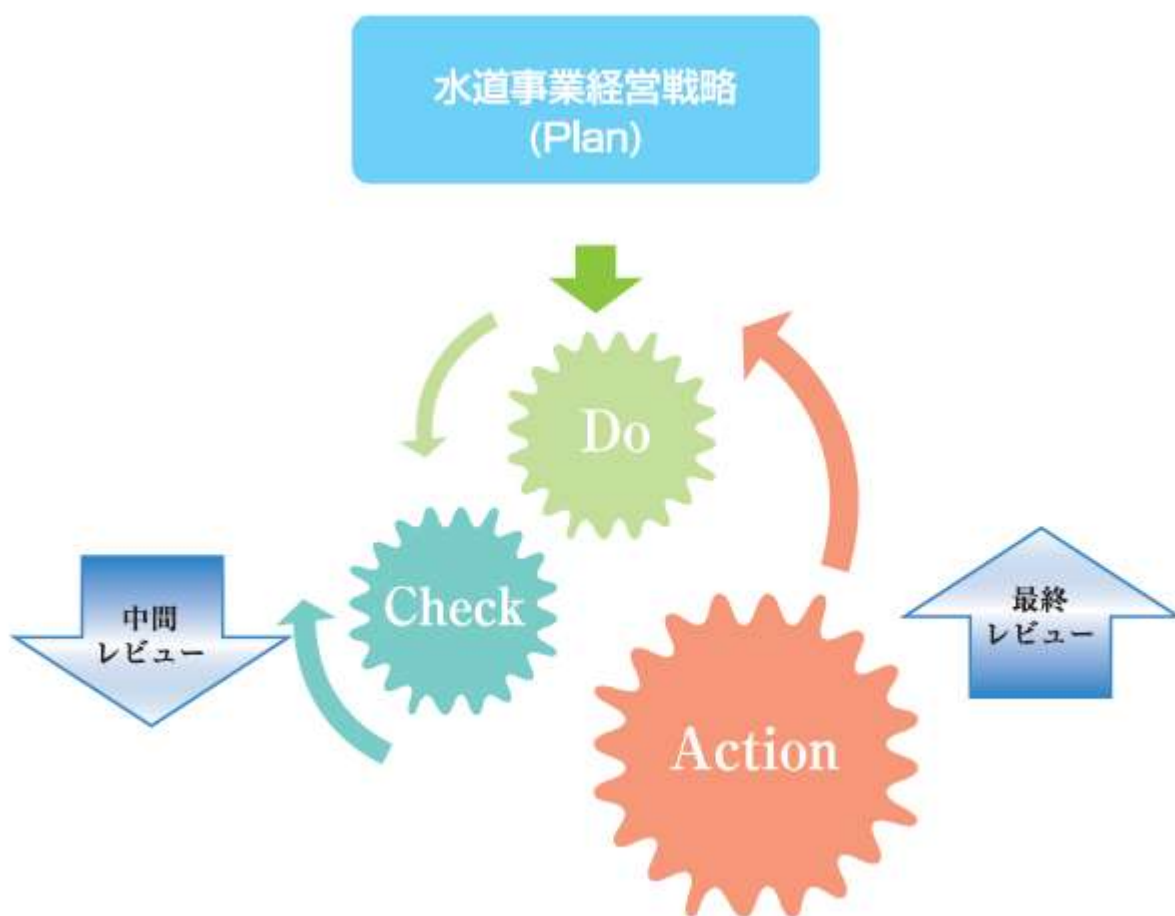 水道事業経営戦略
(Plan)
Do
Check
中間
レビュー
最終
レビュー
Action